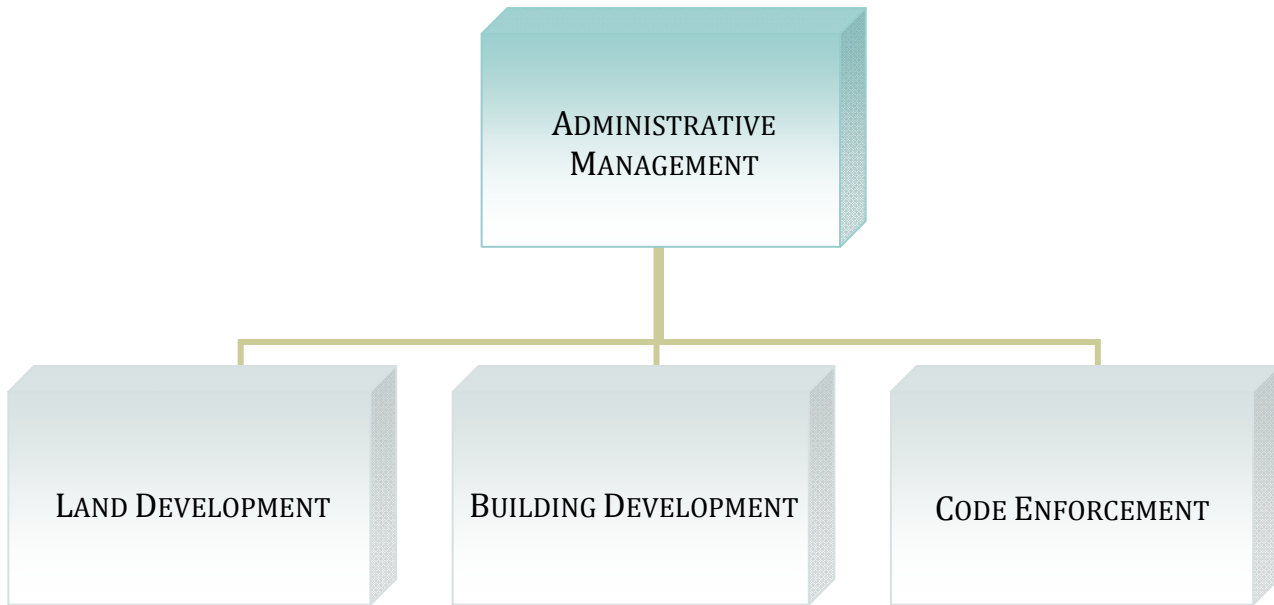 ADMINISTRATIVE
MANAGEMENT
LAND DEVELOPMENT
BUILDING DEVELOPMENT
CODE ENFORCEMENT